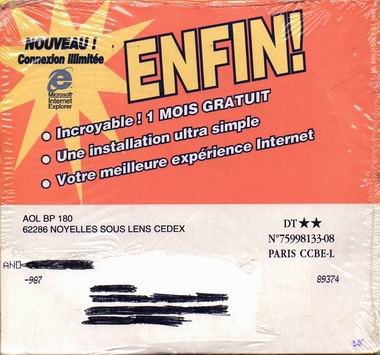 NOUVEAU !
Connexion Illimitée
ENFIN!
Microsoft
Internet
Explorer
• Incroyable ! 1 MOIS GRATUIT
• Une installation ultra simple
• Votre meilleure expérience Internet
AOL BP 180
62286 NOYELLES SOUS LENS CEDEX
DT ★★
N°75998133-08
PARIS CCBE-L
AND-
-987
89374